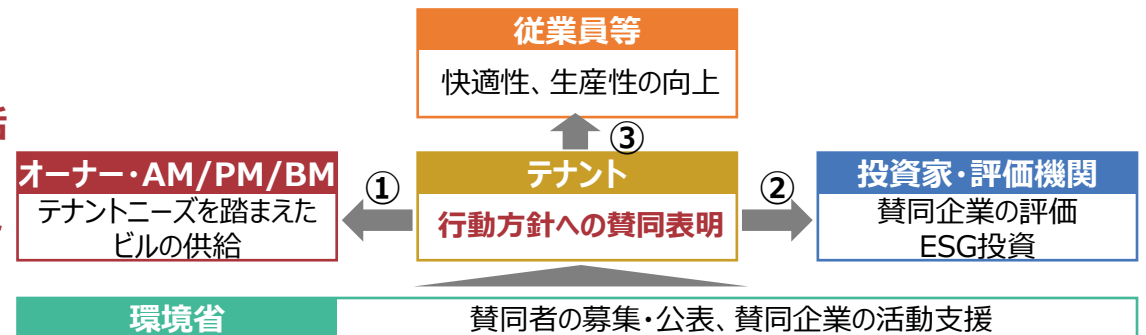 従業員等
快適性、生産性の向上
③
活
オーナー・AM/PM/BM
テナントニーズを踏まえた
ビルの供給
①
テナント
行動方針への賛同表明
②
投資家・評価機関
賛同企業の評価
ESG投資
環境省
賛同者の募集・公表、賛同企業の活動支援